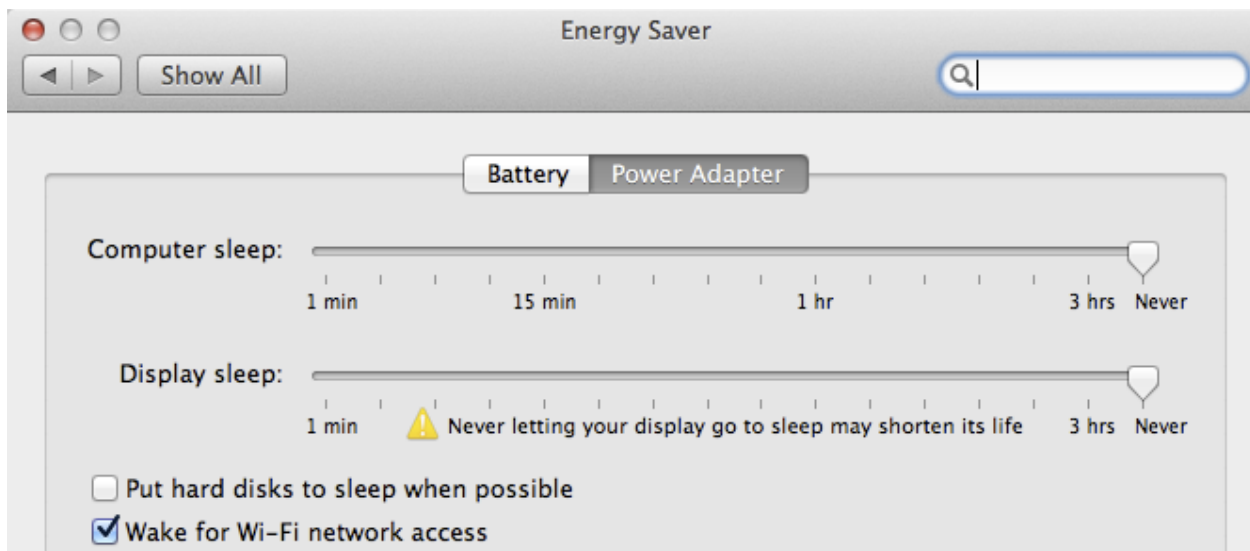 Energy Saver
Show All
Battery Power Adapter
Computer sleep:
1 min 15 min 1 hr 3 hrs Never
Display sleep:
1 min Never letting your display go to sleep may shorten its life 3 hrs Never
Put hard disks to sleep when possible
Wake for Wi-Fi network access